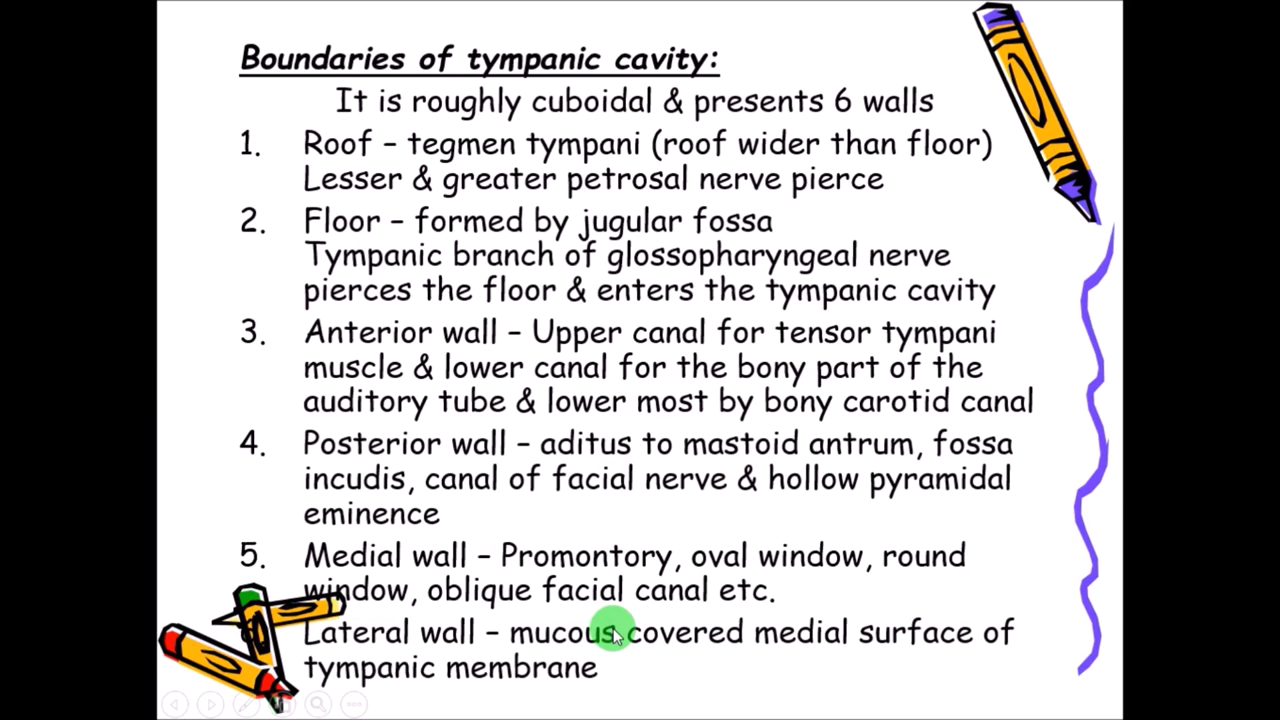 Boundaries of tympanic cavity:
It is roughly cuboidal & presents 6 walls
1. Roof – tegmen tympani (roof wider than floor)
Lesser & greater petrosal nerve pierce
2. Floor – formed by jugular fossa
Tympanic branch of glossopharyngeal nerve
pierces the floor & enters the tympanic cavity
3. Anterior wall – Upper canal for tensor tympani
muscle & lower canal for the bony part of the
auditory tube & lower most by bony carotid canal
4. Posterior wall – aditus to mastoid antrum, fossa
incudis, canal of facial nerve & hollow pyramidal
eminence
5. Medial wall – Promontory, oval window, round
window, oblique facial canal etc.
Lateral wall – mucous covered medial surface of
tympanic membrane